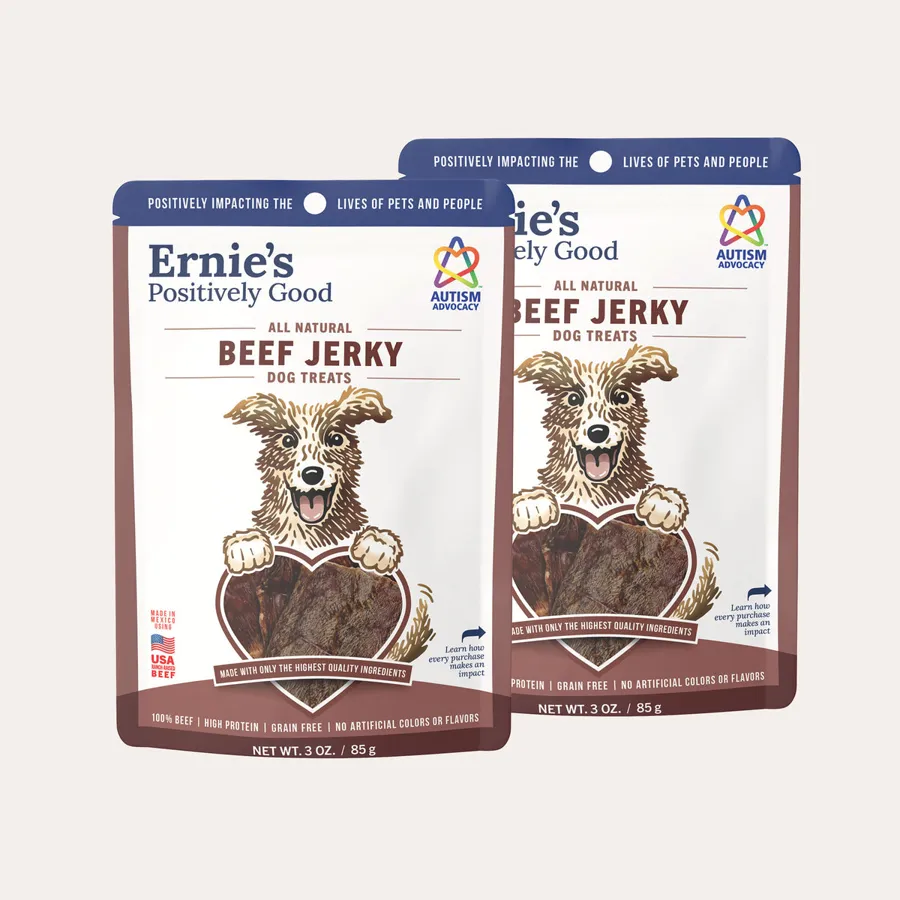 POSITIVELY IMPACTING THE LIVES OF PETS AND PEOPLE
Ernie's
Positively Good
AUTISM
ADVOCACY
ALL NATURAL
BEEF JERKY
DOG TREATS
MADE IN
MEXICO
USING
USA
RANCH-RAISED
BEEF
Learn how
every purchase
makes an
impact
MADE WITH ONLY THE HIGHEST QUALITY INGREDIENTS
100% BEEF | HIGH PROTEIN | GRAIN FREE | NO ARTIFICIAL COLORS OR FLAVORS
NET WT. 3 OZ. / 85 g
POSITIVELY IMPACTING THE LIVES OF PETS AND PEOPLE
ie's
ely Good
AUTISM
ADVOCACY
ALL NATURAL
BEEF JERKY
DOG TREATS
Learn how
every purchase
makes an
impact
ADE WITH ONLY THE HIGHEST QUALITY INGREDIENTS
PROTEIN | GRAIN FREE | NO ARTIFICIAL COLORS OR FLAVORS
NET WT. 3 OZ. / 85 g